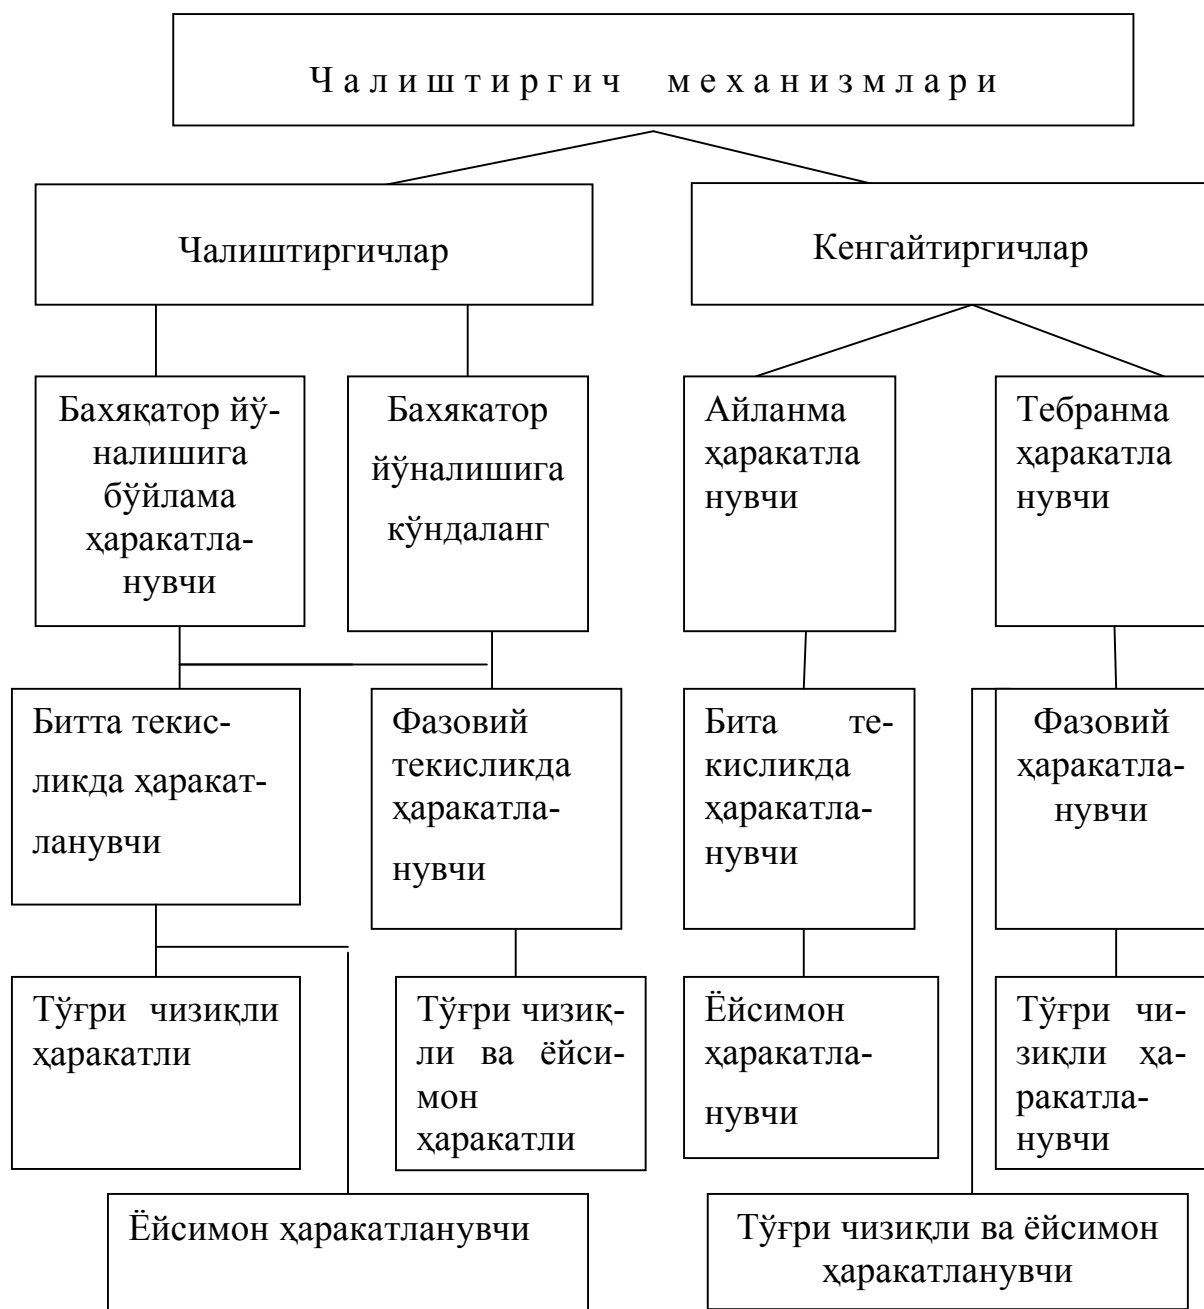 Чалиштиргич механизмлари
Чалиштиргичлар
Кенгайтиргичлар
Бахяқатор йў-
налишига
бўйлама
ҳаракатла-
нувчи
Бахякатор
йўналишига
кўндаланг
Айланма
ҳаракатла
нувчи
Тебранма
ҳаракатла
нувчи
Битта текис-
ликда ҳаракат-
ланувчи
Фазовий
текисликда
ҳаракатла-
нувчи
Бита те-
кисликда
ҳаракатла-
нувчи
Фазовий
ҳаракатла-
нувчи
Тўғри чизиқли
ҳаракатли
Тўғри чизиқ-
ли ва ёйси-
мон
ҳаракатли
Ёйсимон
ҳаракатла-
нувчи
Тўғри чи-
зиқли ҳа-
ракатла-
нувчи
Ёйсимон ҳаракатланувчи
Тўғри чизиқли ва ёйсимон
ҳаракатланувчи